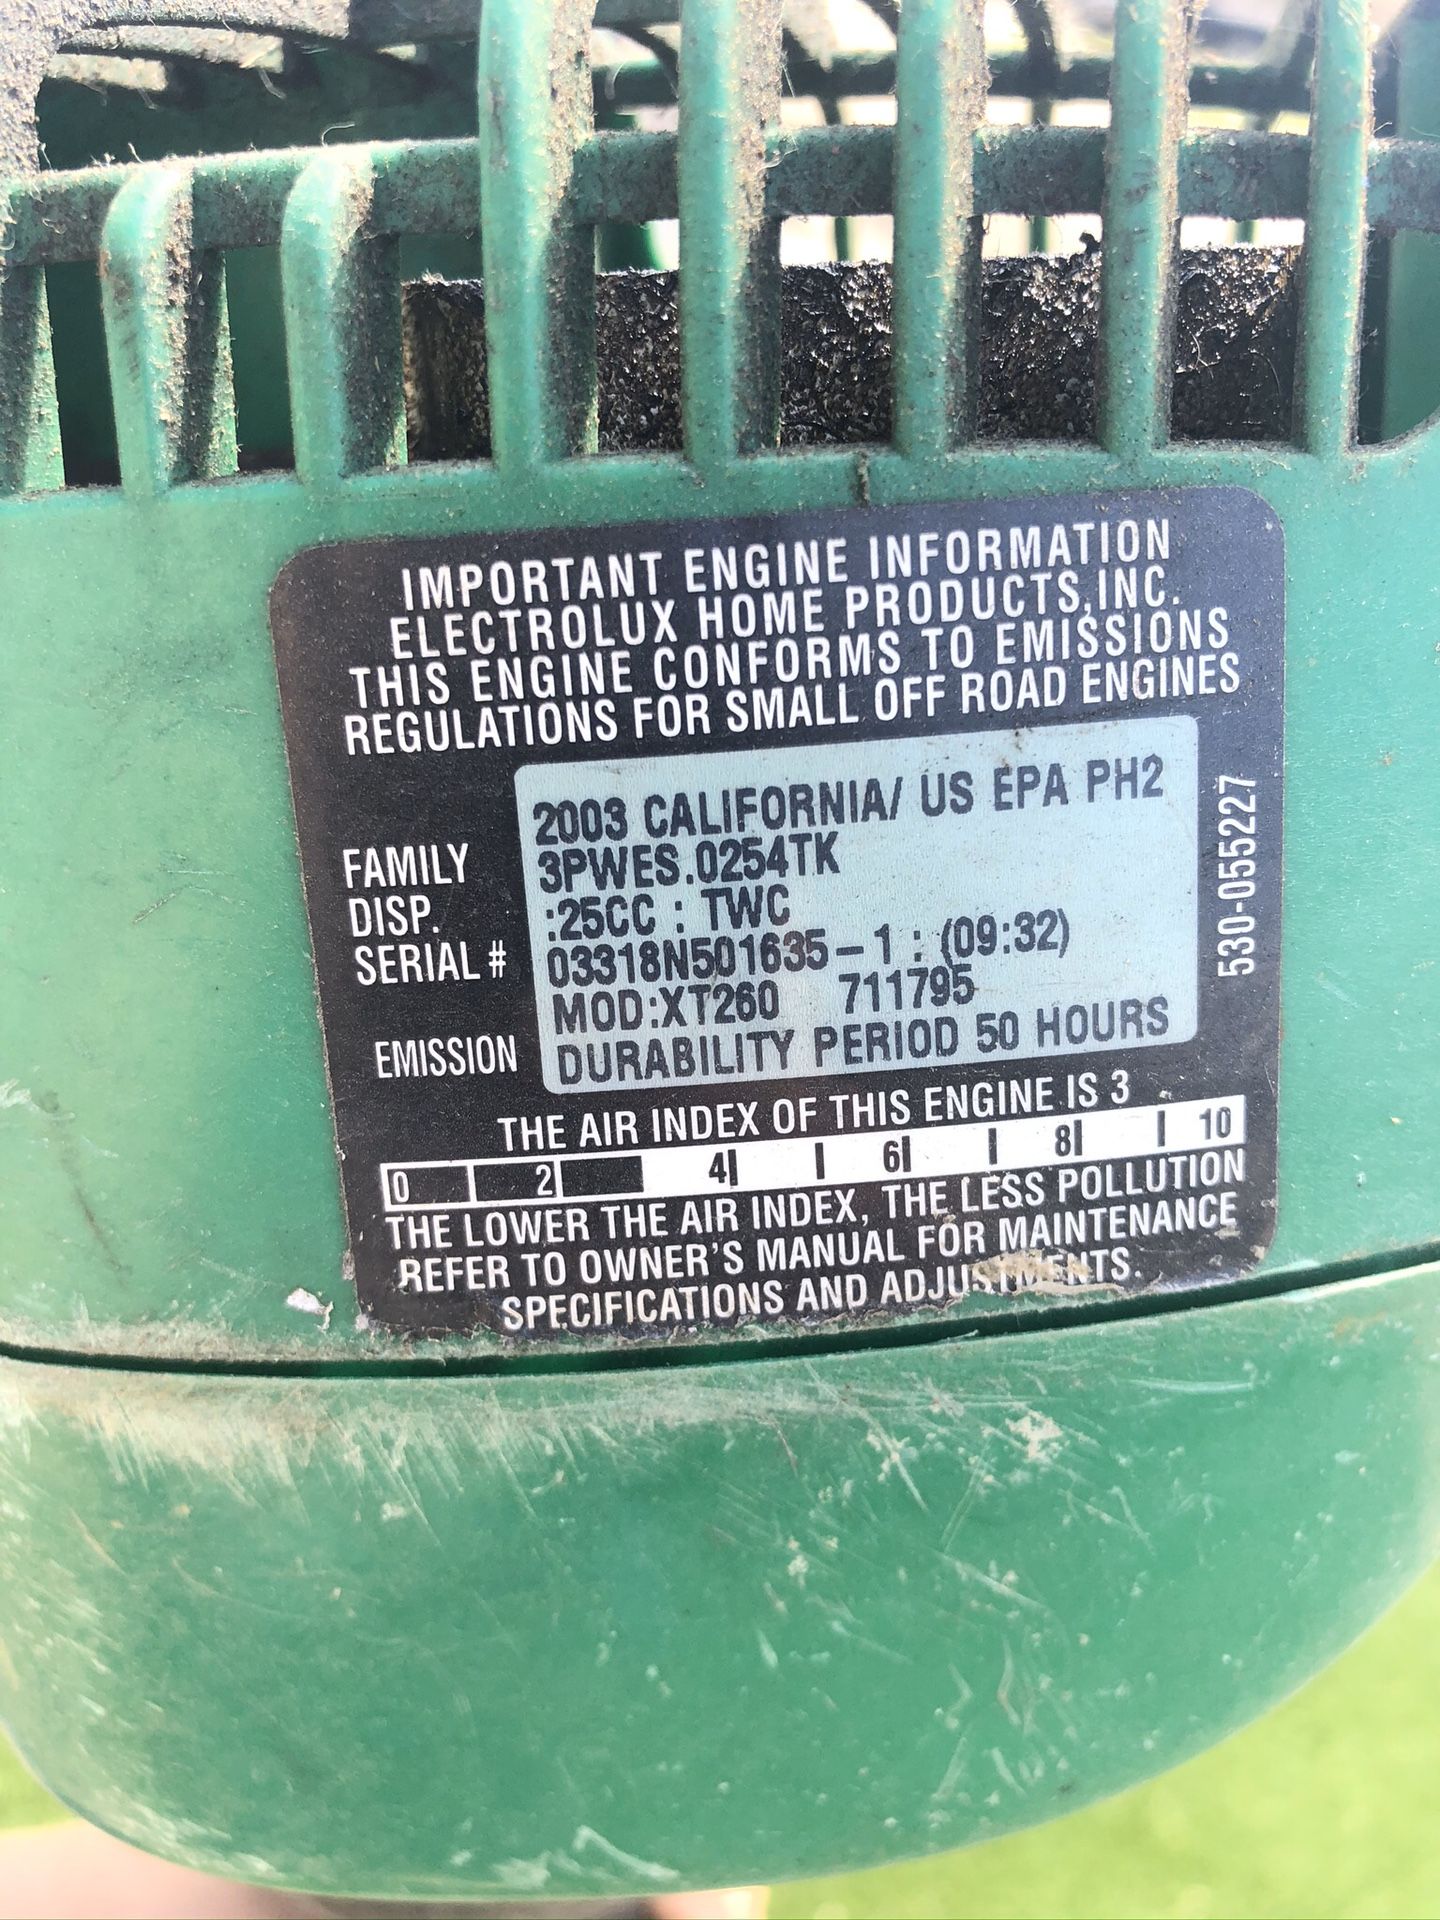 IMPORTANT ENGINE INFORMATION
ELECTROLUX HOME PRODUCTS,INC.
THIS ENGINE CONFORMS TO EMISSIONS
REGULATIONS FOR SMALL OFF ROAD ENGINES
2003 CALIFORNIA/ US EPA PH2
FAMILY 3PWES.0254TK
DISP. :25CC : TWC
SERIAL # 03318N501635-1 : (09:32)
MOD:XT260 711795
EMISSION DURABILITY PERIOD 50 HOURS
530-055227
THE AIR INDEX OF THIS ENGINE IS 3
0 2 4 6 8 10
THE LOWER THE AIR INDEX, THE LESS POLLUTION
REFER TO OWNER'S MANUAL FOR MAINTENANCE
SPECIFICATIONS AND ADJUSTMENTS.